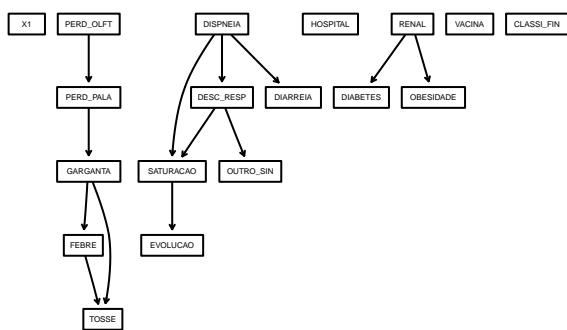 X1
PERD_OLFT
DISPNEIA
HOSPITAL
RENAL
VACINA
CLASSI_FIN
PERD_PALA
DESC_RESP
DIARREIA
DIABETES
OBESIDADE
GARGANTA
SATURACAO
OUTRO_SIN
FEBRE
EVOLUCAO
TOSSE